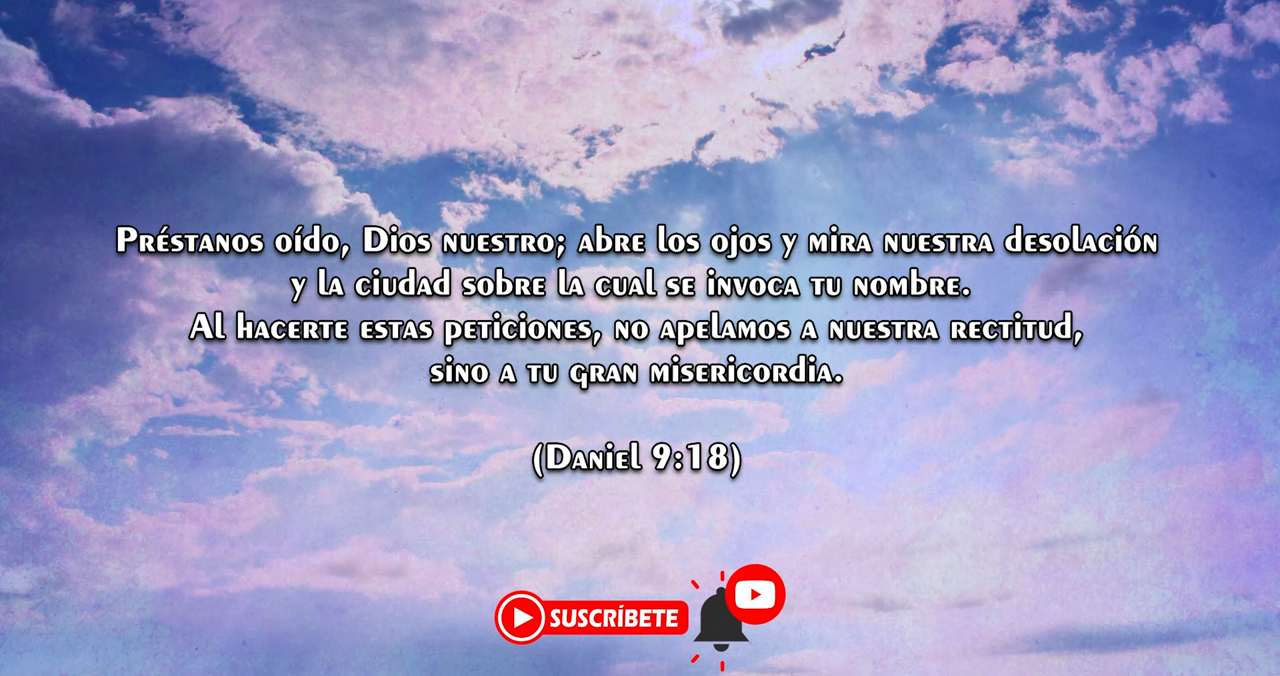 Préstanos oído, Dios nuestro; abre los ojos y mira nuestra desolación
y la ciudad sobre la cual se invoca tu nombre.
Al hacerte estas peticiones, no apelamos a nuestra rectitud,
sino a tu gran misericordia.
(Daniel 9:18)
SUSCRÍBETE